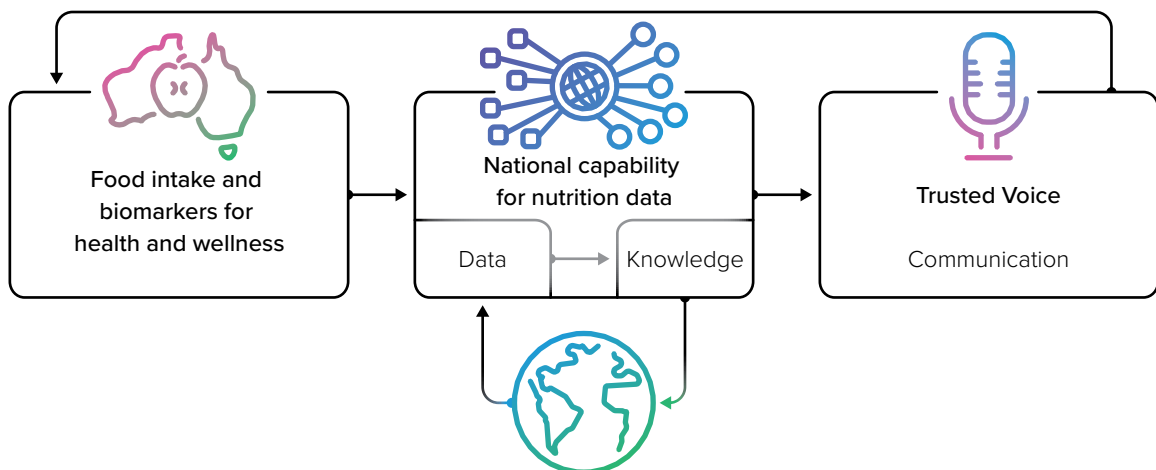 Food intake and
biomarkers for
health and wellness
National capability
for nutrition data
Data
Knowledge
Trusted Voice
Communication